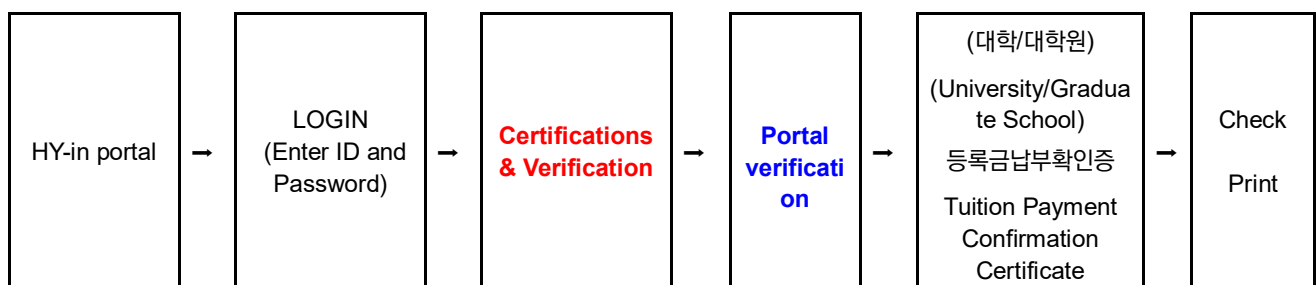 HY-in portal
→
LOGIN
(Enter ID and
Password)
→
Certifications
& Verification
→
Portal
verificati
on
→
(대학/대학원)
(University/Gradua
te School)
등록금납부확인증
Tuition Payment
Confirmation
Certificate
→
Check
Print